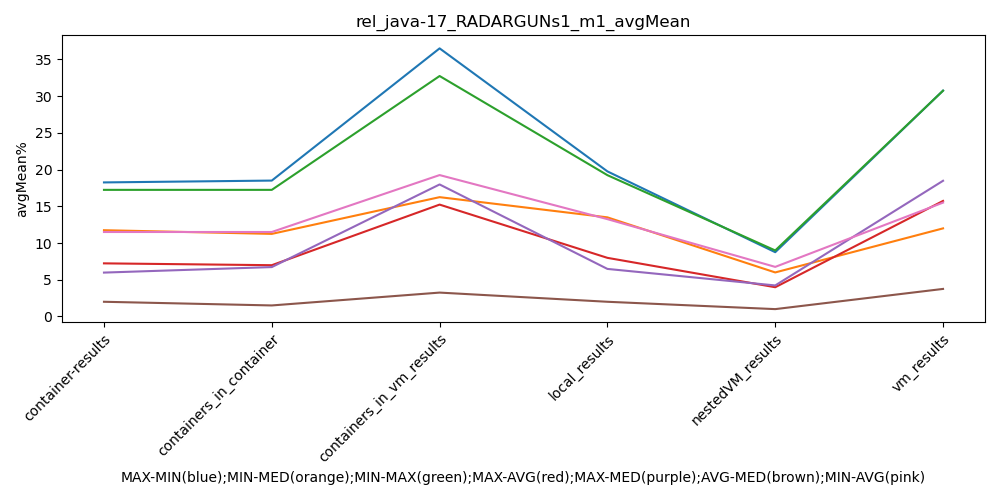 rel_java-17_RADARGUNs1_m1_avgMean
avgMean%
35
30
25
20
15
10
5
0
container-results
containers_in_container
containers_in_vm_results
local_results
nestedVM_results
vm_results
MAX-MIN(blue);MIN-MED(orange);MIN-MAX(green);MAX-AVG(red);MAX-MED(purple);AVG-MED(brown);MIN-AVG(pink)